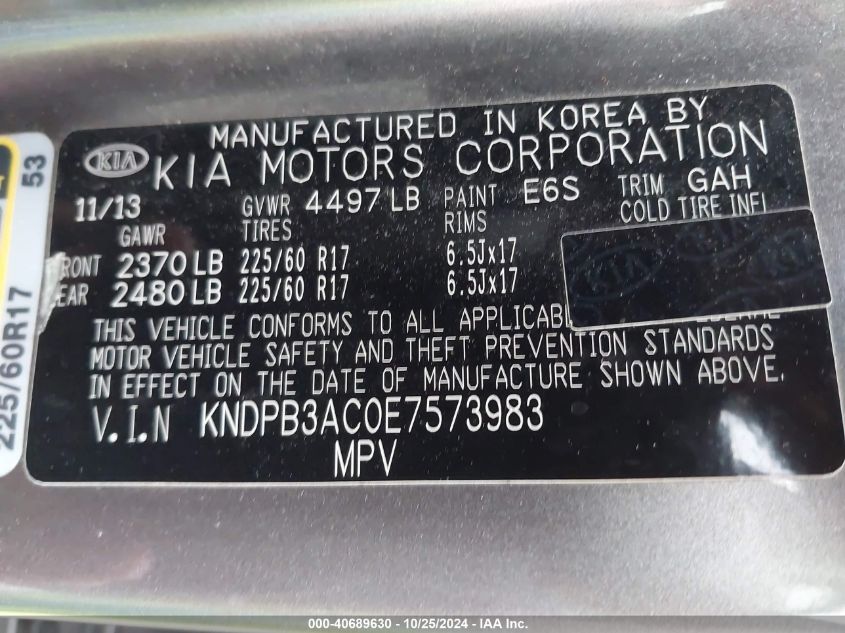 MANUFACTURED IN KOREA BY
KIA KIA MOTORS CORPORATION
11/13 GVWR 4497 LB PAINT E6S TRIM GAH
GAWR TIRES RIMS COLD TIRE INFL
FRONT 2370 LB 225/60 R17 6.5Jx17
REAR 2480 LB 225/60 R17 6.5Jx17
THIS VEHICLE CONFORMS TO ALL
MOTOR VEHICLE SAFETY AND THEFT PREVENTION STANDARDS
IN EFFECT ON THE DATE OF MANUFACTURE SHOWN ABOVE.
V.I.N KNDPB3AC0E7573983
MPV
225/60R17 53
000-40689630 - 10/25/2024 - IAA Inc.